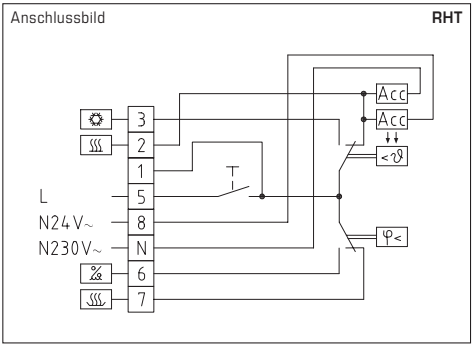 Anschlussbild RHT
3
2
1
L 5
N24V~ 8
N230V~ N
6
7
Acc
Acc
<ϑ
φ<